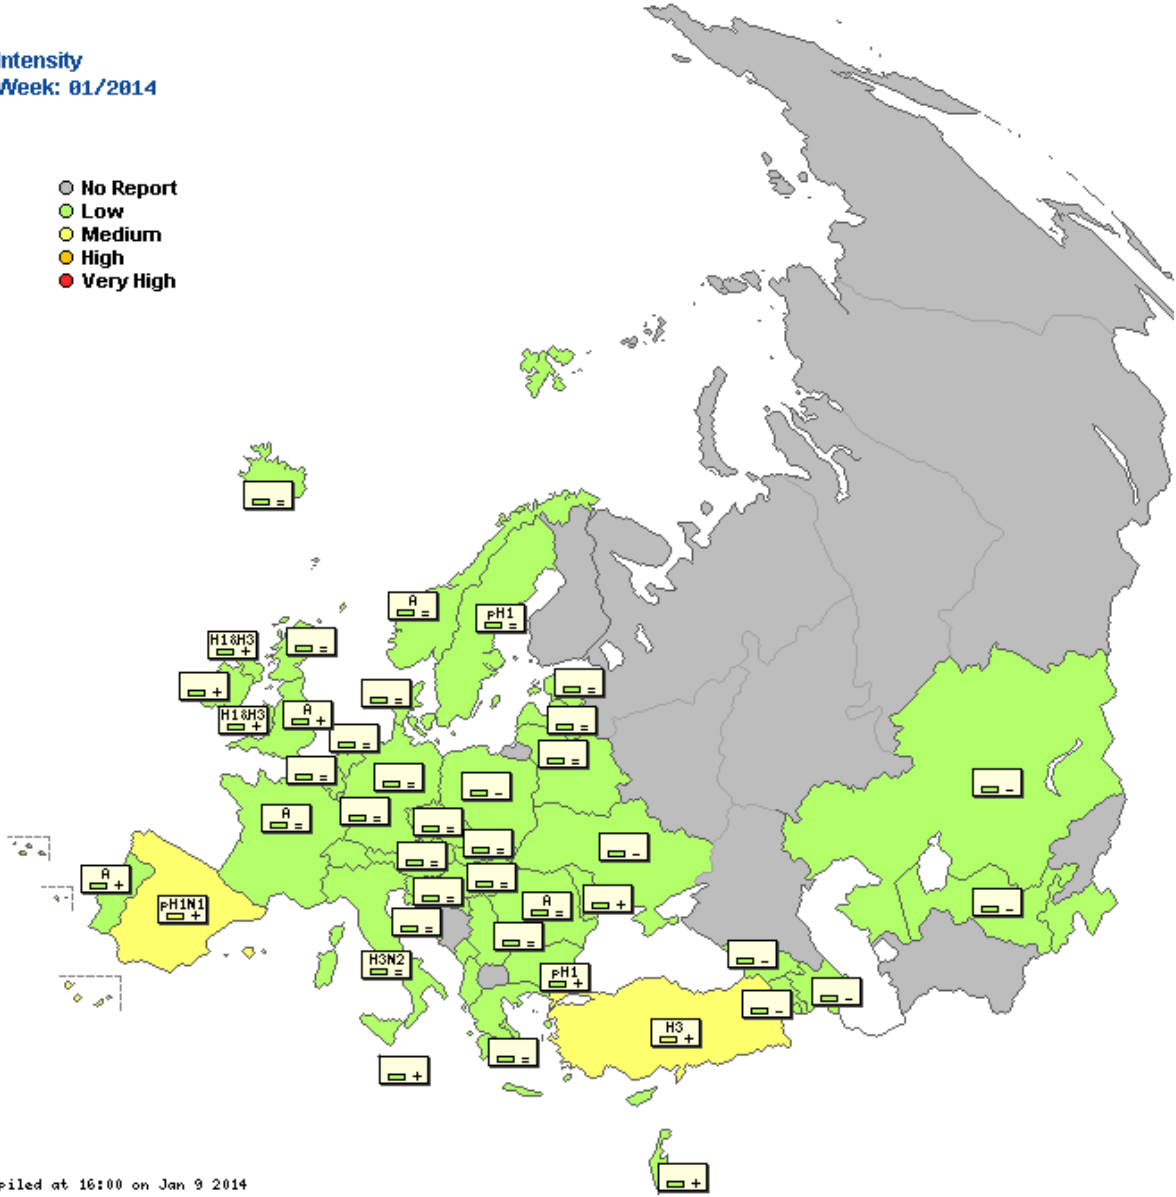 Intensity
Week: 01/2014
No Report
Low
Medium
High
Very High
=
A
=
pH1
=
H1&H3
+
=
+
=
=
H1&H3
+
A
+
=
=
=
=
=
-
A
=
=
=
=
=
-
-
A
+
pH1N1
+
=
=
A
=
+
-
=
=
H3N2
=
pH1
+
-
-
-
H3
+
=
+
+
piled at 16:00 on Jan 9 2014